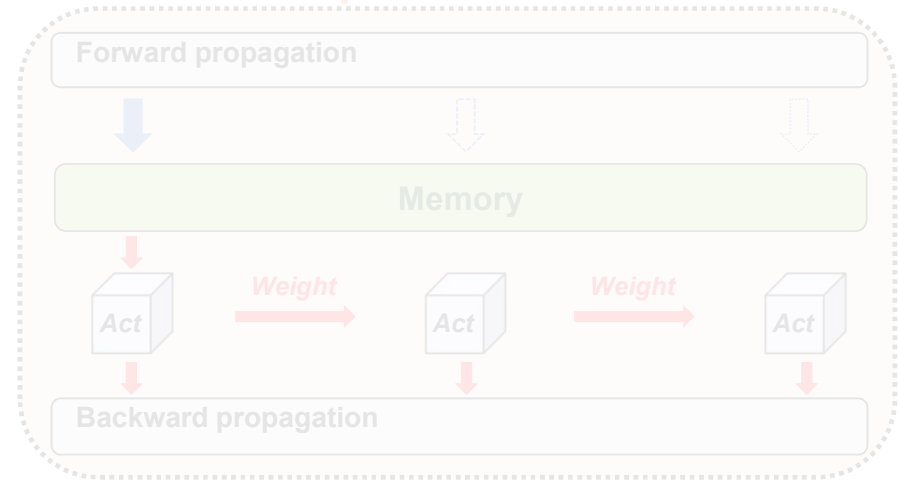 Forward propagation
Memory
Weight Weight
Act Act Act
Backward propagation